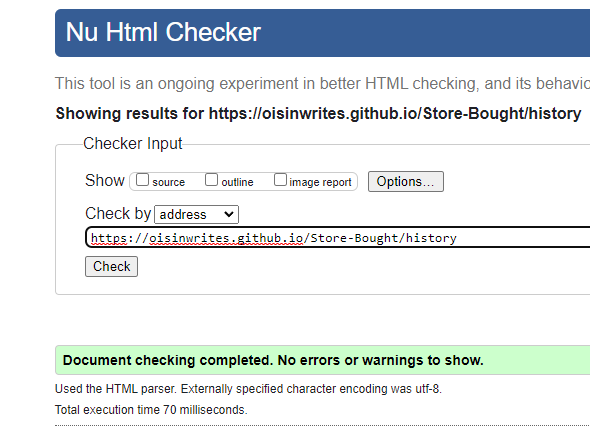 Nu Html Checker
This tool is an ongoing experiment in better HTML checking, and its behavio
Showing results for https://oisinwrites.github.io/Store-Bought/history
Checker Input
Show source outline image report Options...
Check by address
https://oisinwrites.github.io/Store-Bought/history
Check
Document checking completed. No errors or warnings to show.
Used the HTML parser. Externally specified character encoding was utf-8.
Total execution time 70 milliseconds.